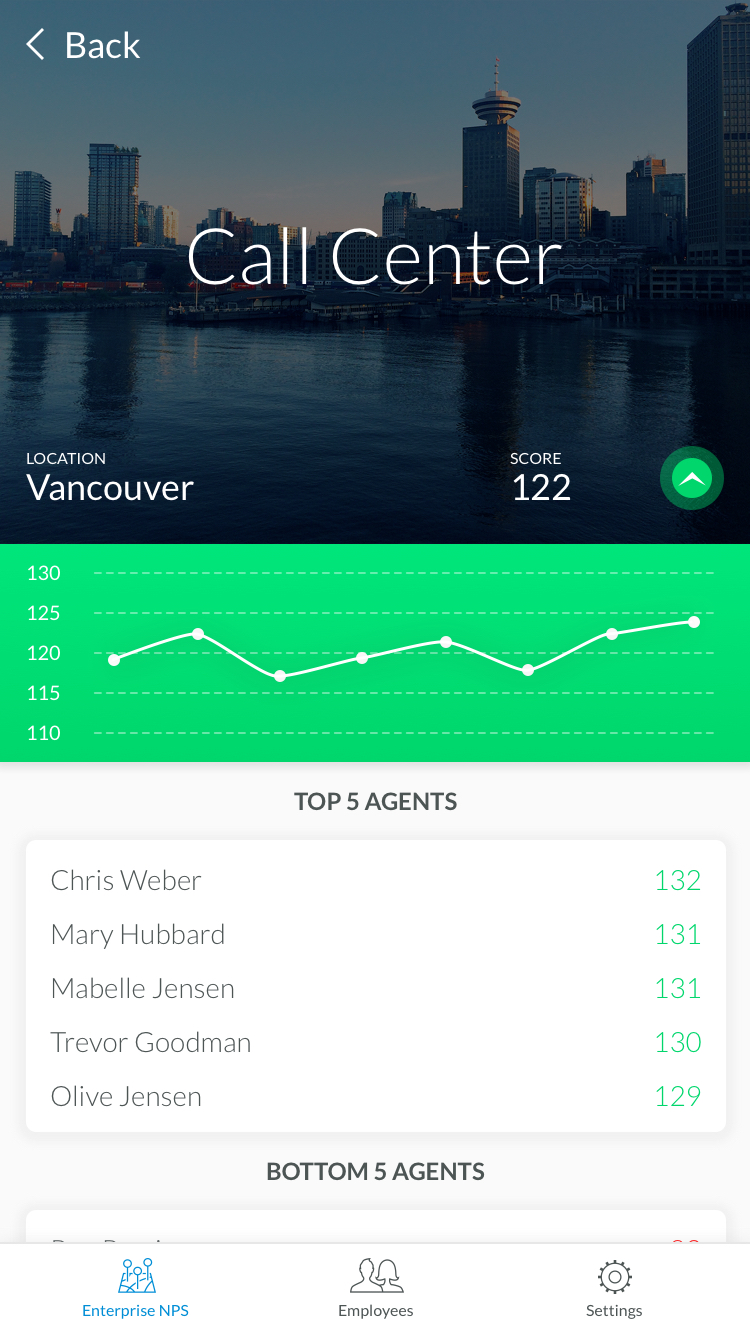 Back
Call Center
LOCATION
Vancouver
SCORE
122
130
125
120
115
110
TOP 5 AGENTS
Chris Weber 132
Mary Hubbard 131
Mabelle Jensen 131
Trevor Goodman 130
Olive Jensen 129
BOTTOM 5 AGENTS
Enterprise NPS
Employees
Settings